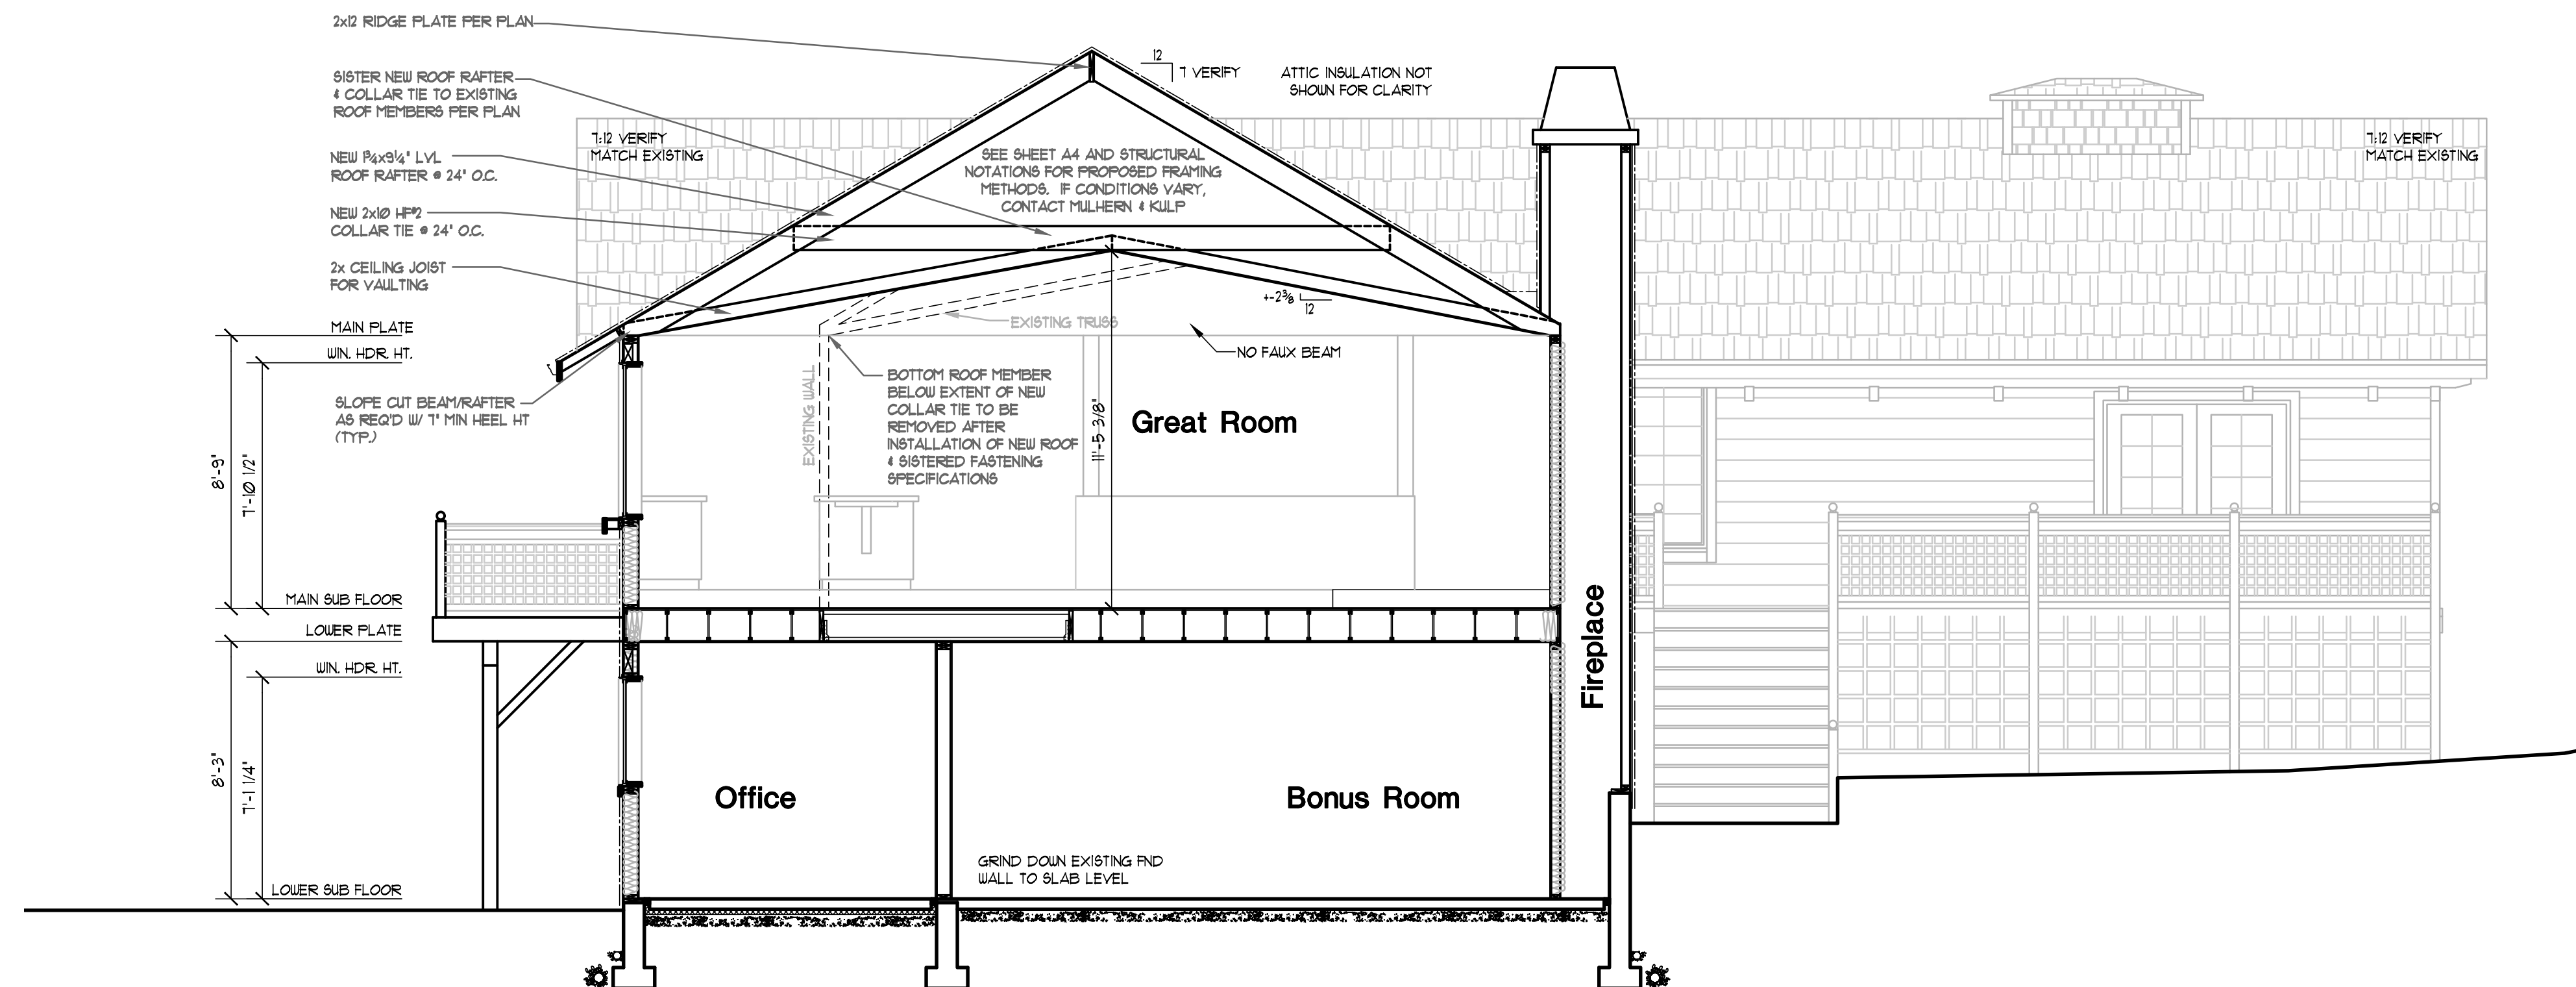 2x12 RIDGE PLATE PER PLAN
SISTER NEW ROOF RAFTER
& COLLAR TIE TO EXISTING
ROOF MEMBERS PER PLAN
NEW 1¾x9¼" LVL
ROOF RAFTER @ 24" O.C.
NEW 2x10 HF#2
COLLAR TIE @ 24" O.C.
2x CEILING JOIST
FOR VAULTING
MAIN PLATE
WIN. HDR. HT.
SLOPE CUT BEAM/RAFTER
AS REQ'D W/ 7" MIN HEEL HT
(TYP.)
8'-9"
7'-10 1/2"
MAIN SUB FLOOR
LOWER PLATE
WIN. HDR. HT.
8'-3"
7'-1 1/4"
LOWER SUB FLOOR
12
7 VERIFY
ATTIC INSULATION NOT
SHOWN FOR CLARITY
7:12 VERIFY
MATCH EXISTING
SEE SHEET A4 AND STRUCTURAL
NOTATIONS FOR PROPOSED FRAMING
METHODS. IF CONDITIONS VARY,
CONTACT MULHERN & KULP
7:12 VERIFY
MATCH EXISTING
+-2⅜
12
EXISTING TRUSS
NO FAUX BEAM
EXISTING WALL
BOTTOM ROOF MEMBER
BELOW EXTENT OF NEW
COLLAR TIE TO BE
REMOVED AFTER
INSTALLATION OF NEW ROOF
& SISTERED FASTENING
SPECIFICATIONS
11'-5 3/8"
Great Room
Fireplace
Office
Bonus Room
GRIND DOWN EXISTING FND
WALL TO SLAB LEVEL